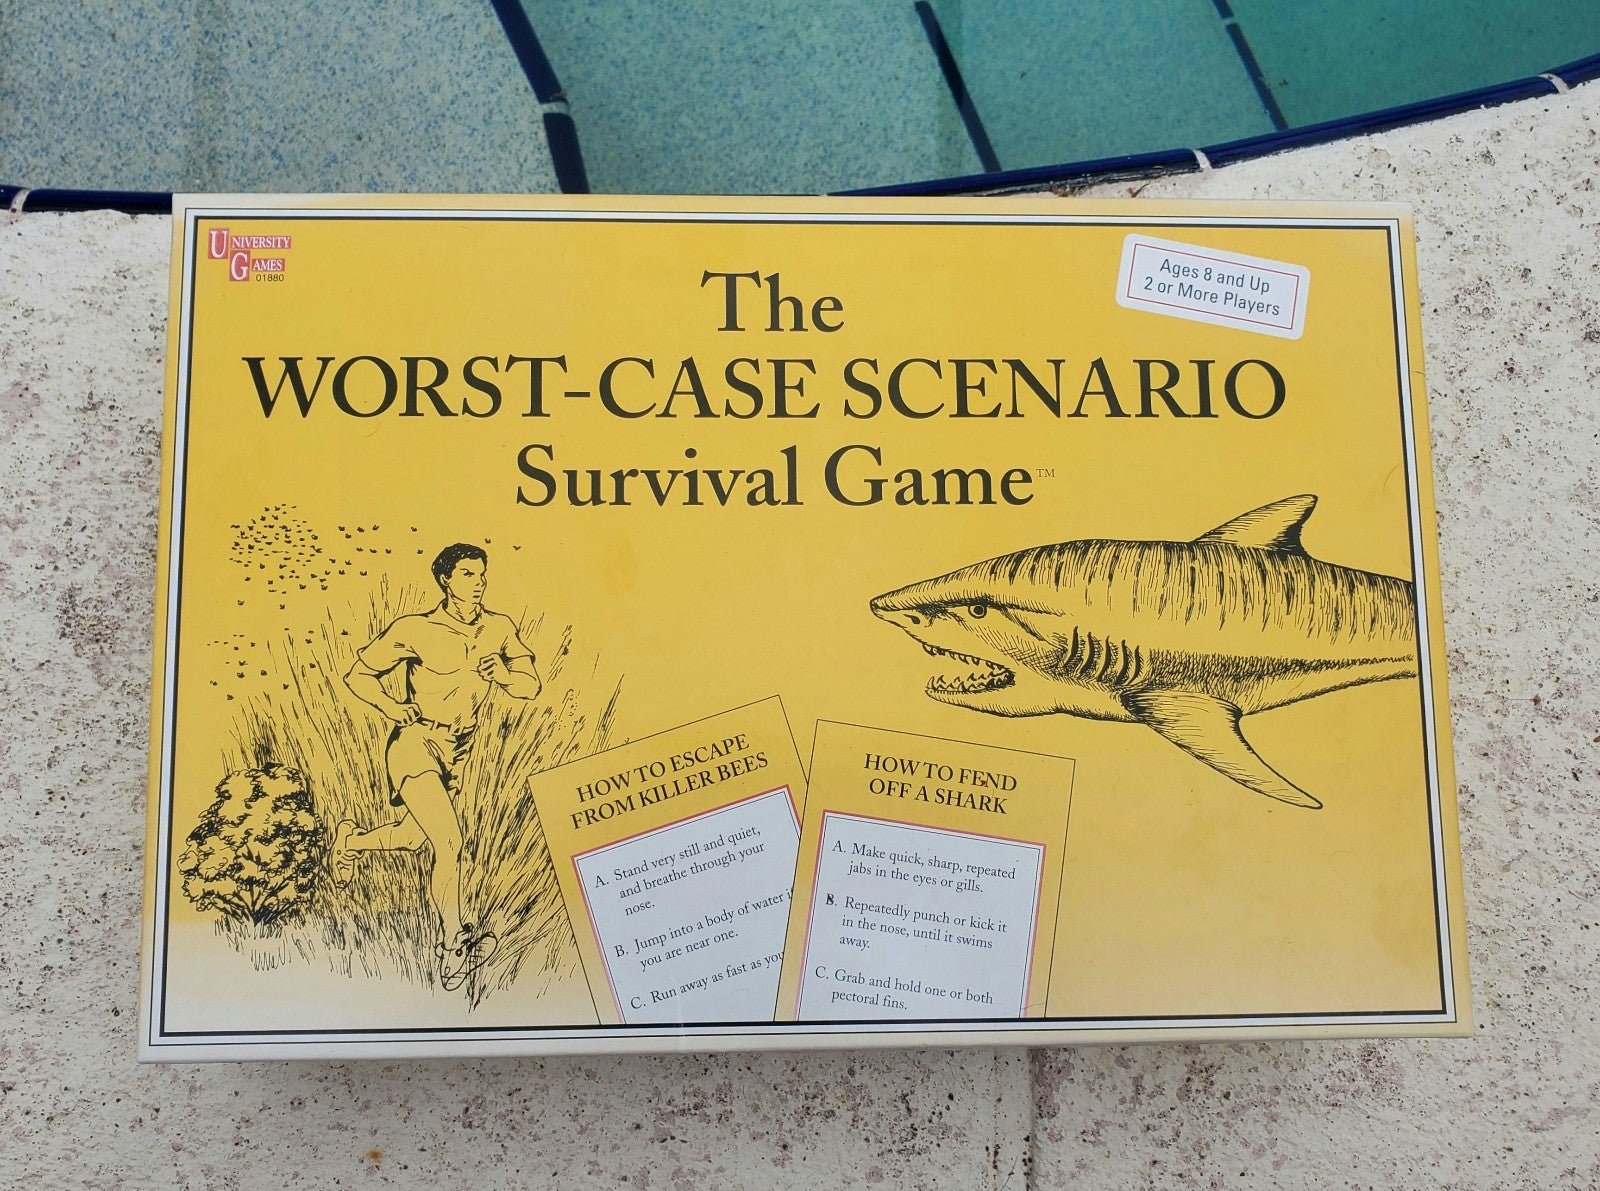 UNIVERSITY
GAMES
01880
Ages 8 and Up
2 or More Players
The
WORST-CASE SCENARIO
Survival Game™
HOW TO ESCAPE
FROM KILLER BEES
A. Stand very still and quiet,
and breathe through your
nose.
B. Jump into a body of water
you are near one.
C. Run away as fast as you
HOW TO FEND
OFF A SHARK
A. Make quick, sharp, repeated
jabs in the eyes or gills.
B. Repeatedly punch or kick it
in the nose, until it swims
away.
C. Grab and hold one or both
pectoral fins.